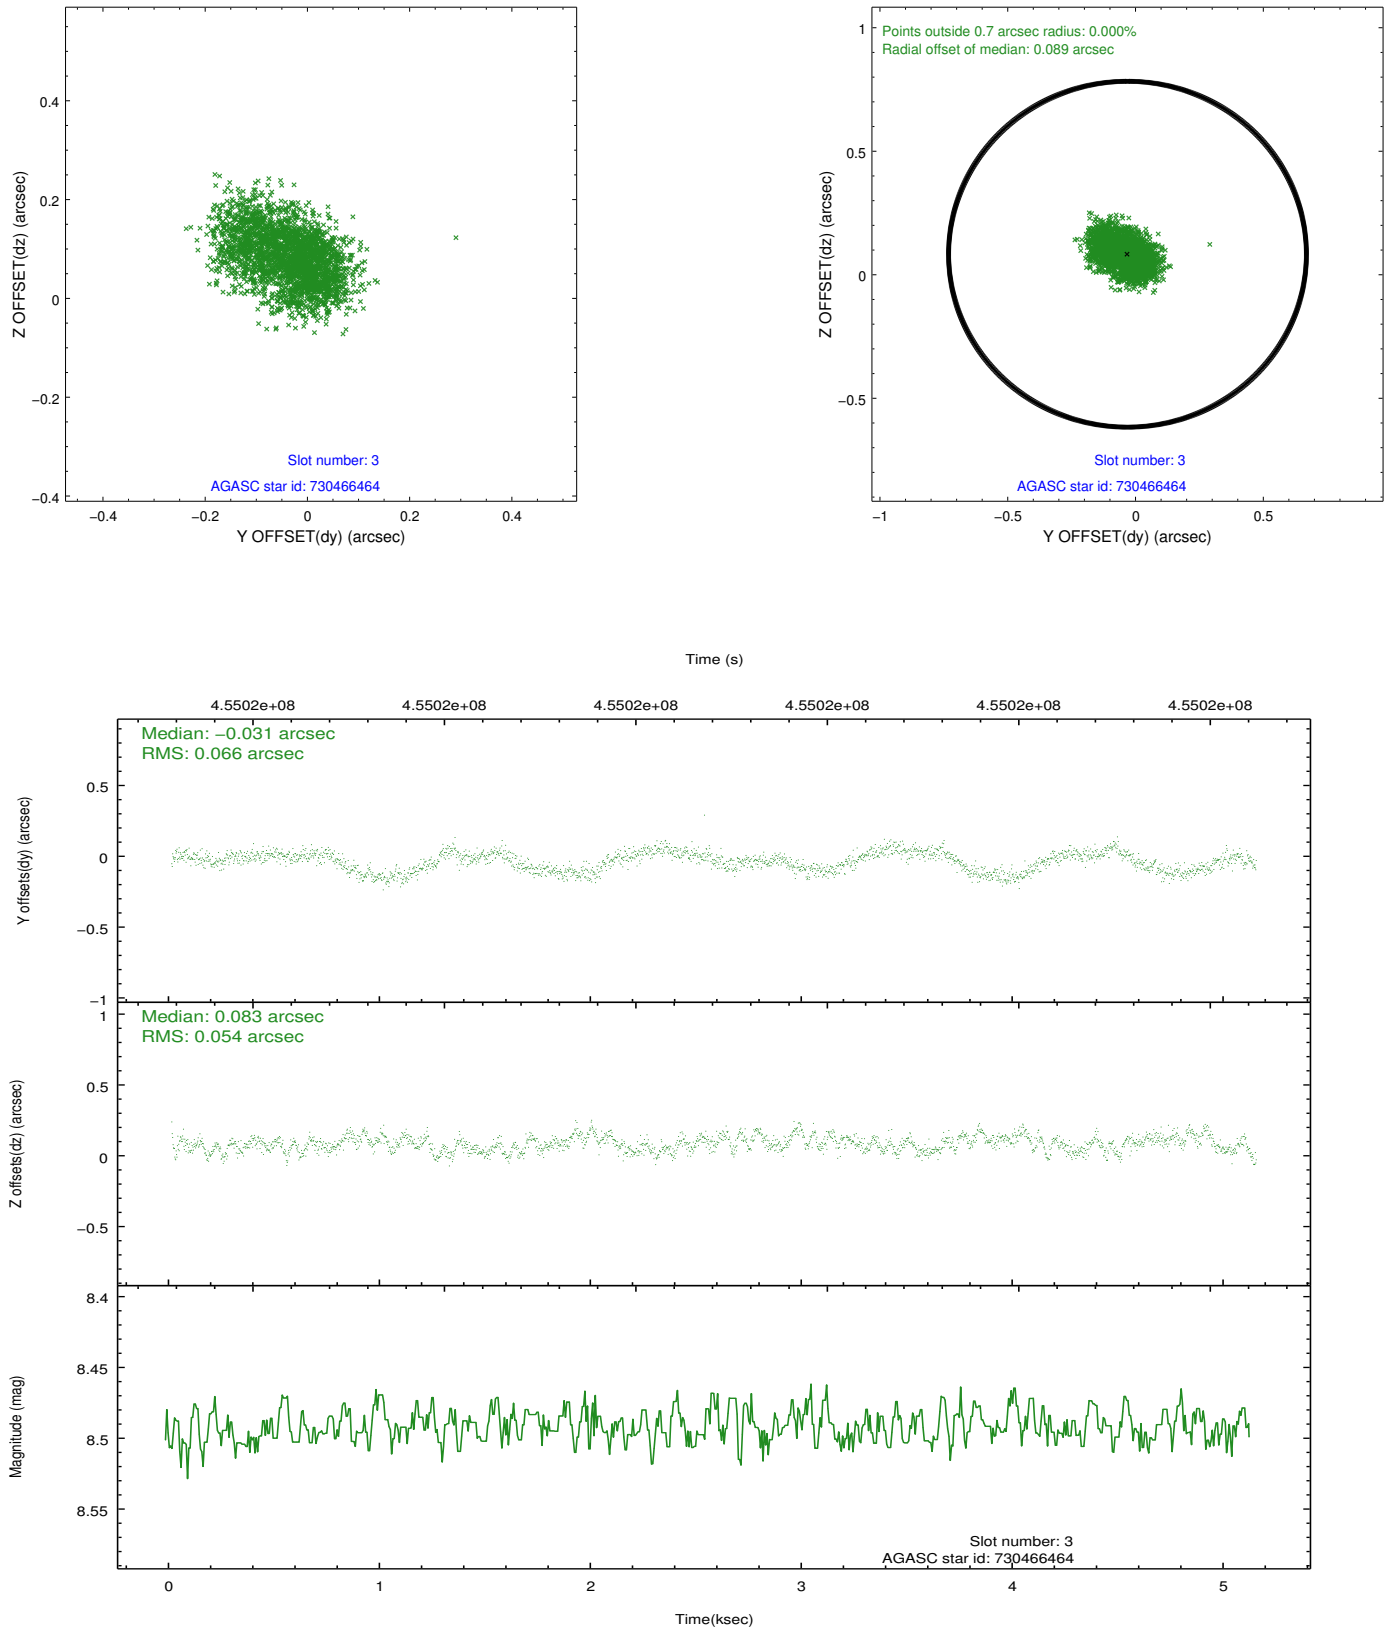 0.4
0.2
0
−0.2
−0.4
Z OFFSET(dz) (arcsec)
−0.4 −0.2 0 0.2 0.4
Y OFFSET(dy) (arcsec)
Slot number: 3
AGASC star id: 730466464
Points outside 0.7 arcsec radius: 0.000%
Radial offset of median: 0.089 arcsec
1
0.5
0
−0.5
Z OFFSET(dz) (arcsec)
−1 −0.5 0 0.5
Y OFFSET(dy) (arcsec)
Slot number: 3
AGASC star id: 730466464
Time (s)
4.5502e+08 4.5502e+08 4.5502e+08 4.5502e+08 4.5502e+08 4.5502e+08
Median: −0.031 arcsec
RMS: 0.066 arcsec
0.5
0
−0.5
−1
Y offsets(dy) (arcsec)
Median: 0.083 arcsec
RMS: 0.054 arcsec
1
0.5
0
−0.5
Z offsets(dz) (arcsec)
8.4
8.45
8.5
8.55
Magnitude (mag)
Slot number: 3
AGASC star id: 730466464
0 1 2 3 4 5
Time(ksec)